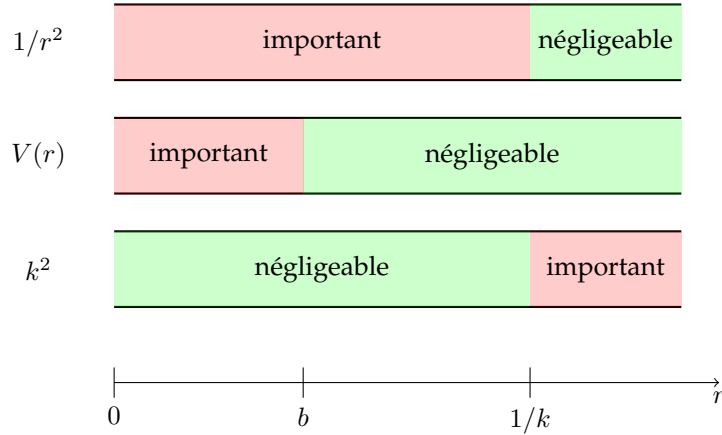 1/r² important négligeable
V(r) important négligeable
k² négligeable important
0 b 1/k r